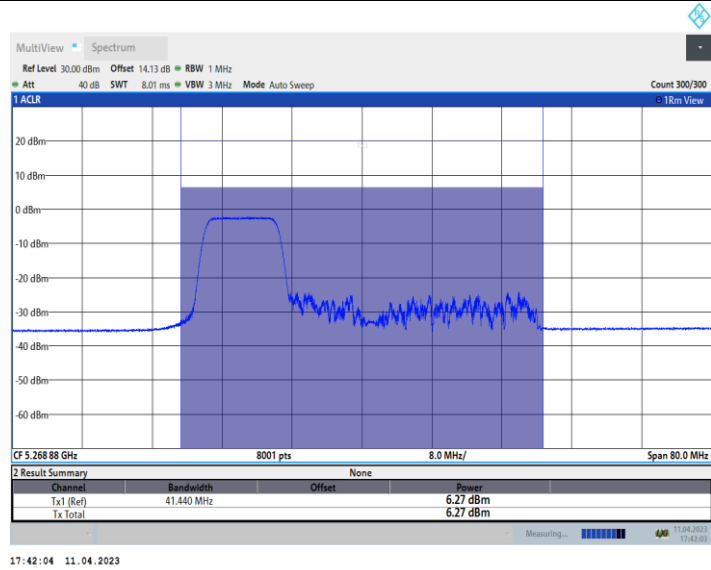 R&S
MultiView Spectrum
Ref Level 30.00 dBm Offset 14.13 dB RBW 1 MHz
Att 40 dB SWT 8.01 ms VBW 3 MHz Mode Auto Sweep Count 300/300
1 ACLR 1Rm View
20 dBm
10 dBm
0 dBm
-10 dBm
-20 dBm
-30 dBm
-40 dBm
-50 dBm
-60 dBm
CF 5.268 88 GHz 8001 pts 8.0 MHz/ Span 80.0 MHz
2 Result Summary None
Channel Bandwidth Offset Power
Tx1 (Ref) 41.440 MHz 6.27 dBm
Tx Total 6.27 dBm
Measuring... 11.04.2023
17:42:03
17:42:04 11.04.2023